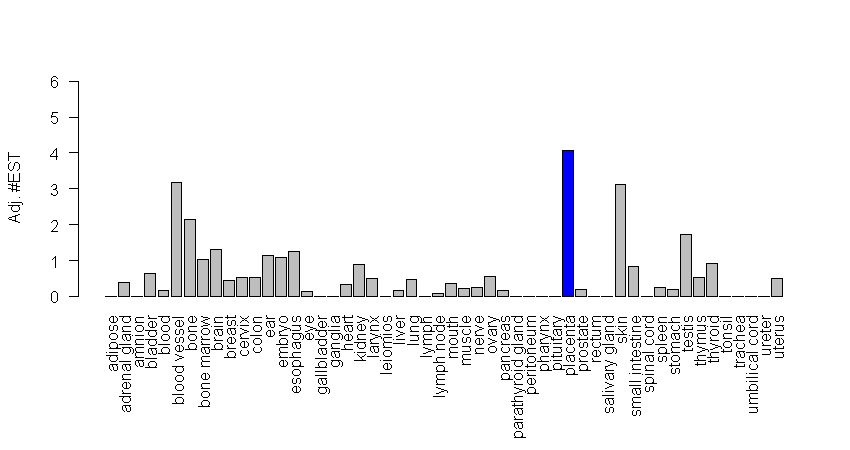 Adj. #EST
6
5
4
3
2
1
0
adipose
adrenal gland
amnion
bladder
blood
blood vessel
bone
bone marrow
brain
breast
cervix
colon
ear
embryo
esophagus
eye
gallbladder
ganglia
heart
kidney
larynx
leiomios
liver
lung
lymph
lymph node
mouth
muscle
nerve
ovary
pancreas
parathyroid gland
peritoneum
pharynx
pituitary
placenta
prostate
rectum
salivary gland
skin
small intestine
spinal cord
spleen
stomach
testis
thymus
thyroid
tonsil
trachea
umbilical cord
ureter
uterus